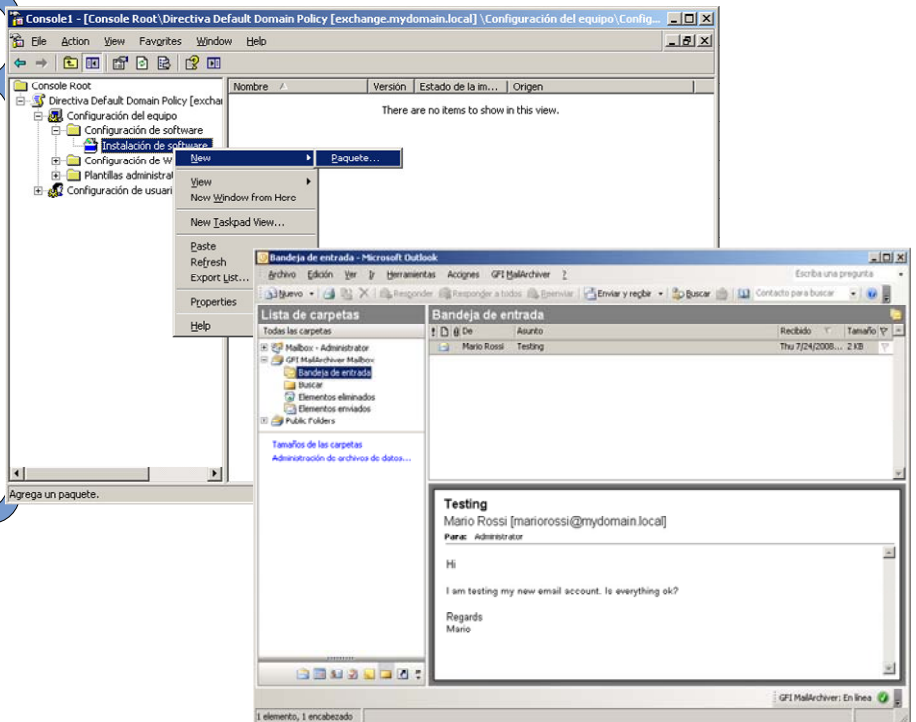 Console1 - [Console Root\Directiva Default Domain Policy [exchange.mydomain.local] \Configuración del equipo\Config...
File Action View Favorites Window Help
Console Root
Directiva Default Domain Policy [exchar
Configuración del equipo
Configuración de software
Instalación de software
Configuración de W
Plantillas administrat
Configuración de usuari
Nombre Versión Estado de la im... Origen
There are no items to show in this view.
New
Paquete...
View
New Window from Here
New Taskpad View...
Paste
Refresh
Export List...
Properties
Help
Agrega un paquete.
Bandeja de entrada - Microsoft Outlook
Archivo Edición Ver Ir Herramientas Acciones GFI MailArchiver ?
Escriba una pregunta
Nuevo Responder Responder a todos Reenviar Enviar y recibir Buscar Contacto para buscar
Lista de carpetas
Todas las carpetas
Mailbox - Administrator
GFI MailArchiver Mailbox
Bandeja de entrada
Buscar
Elementos eliminados
Elementos enviados
Public Folders
Tamaños de las carpetas
Administración de archivos de datos...
Bandeja de entrada
De Asunto Recibido Tamaño
Mario Rossi Testing Thu 7/24/2008... 2 KB
Testing
Mario Rossi [mariorossi@mydomain.local]
Para: Administrator
Hi
I am testing my new email account. Is everything ok?
Regards
Mario
GFI MailArchiver: En línea
1 elemento, 1 encabezado